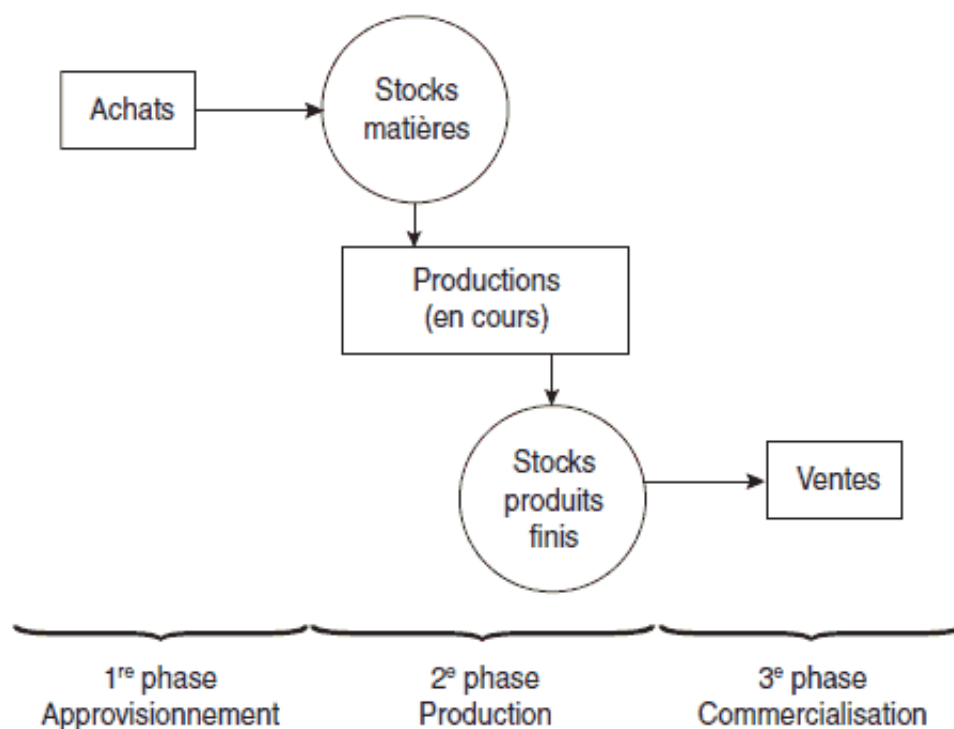 Achats
Stocks
matières
Productions
(en cours)
Stocks
produits
finis
Ventes
1re phase
Approvisionnement
2e phase
Production
3e phase
Commercialisation